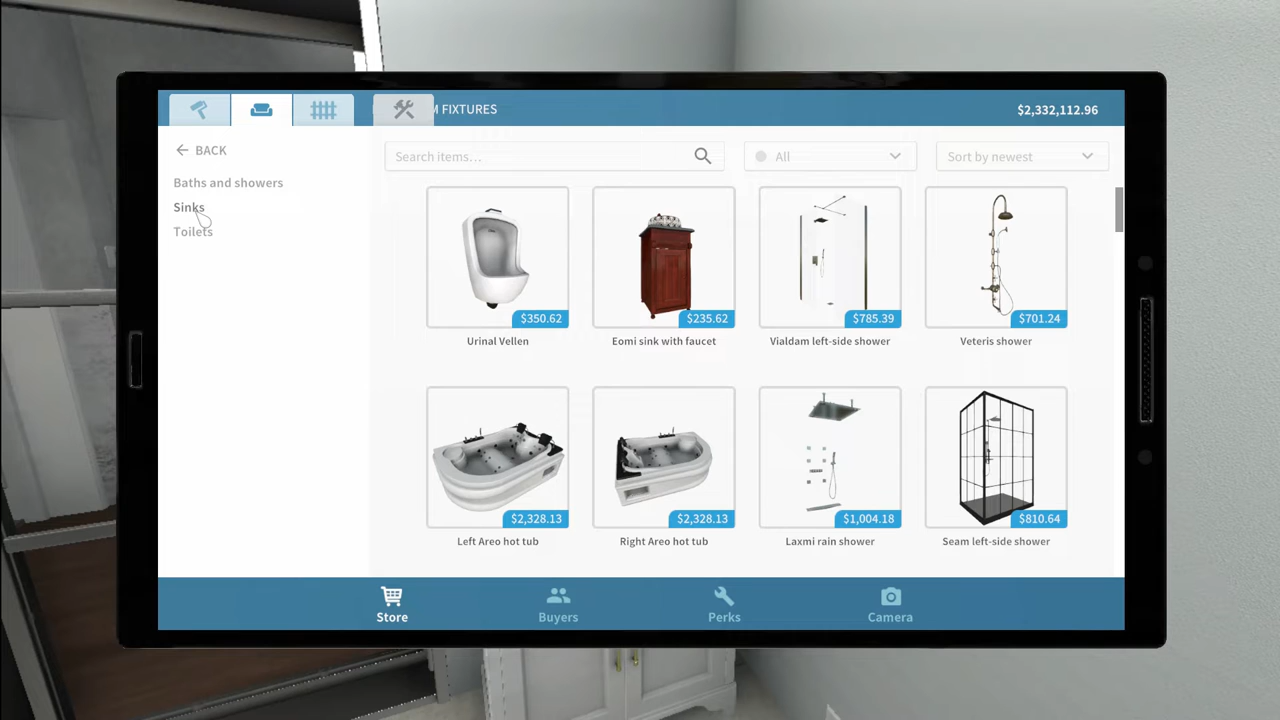 M FIXTURES
$2,332,112.96
BACK
Search items...
All
Sort by newest
Baths and showers
Sinks
Toilets
$350.62
$235.62
$785.39
$701.24
Urinal Vellen
Eomi sink with faucet
Vialdam left-side shower
Veteris shower
$2,328.13
$2,328.13
$1,004.18
$810.64
Left Areo hot tub
Right Areo hot tub
Laxmi rain shower
Seam left-side shower
Store
Buyers
Perks
Camera